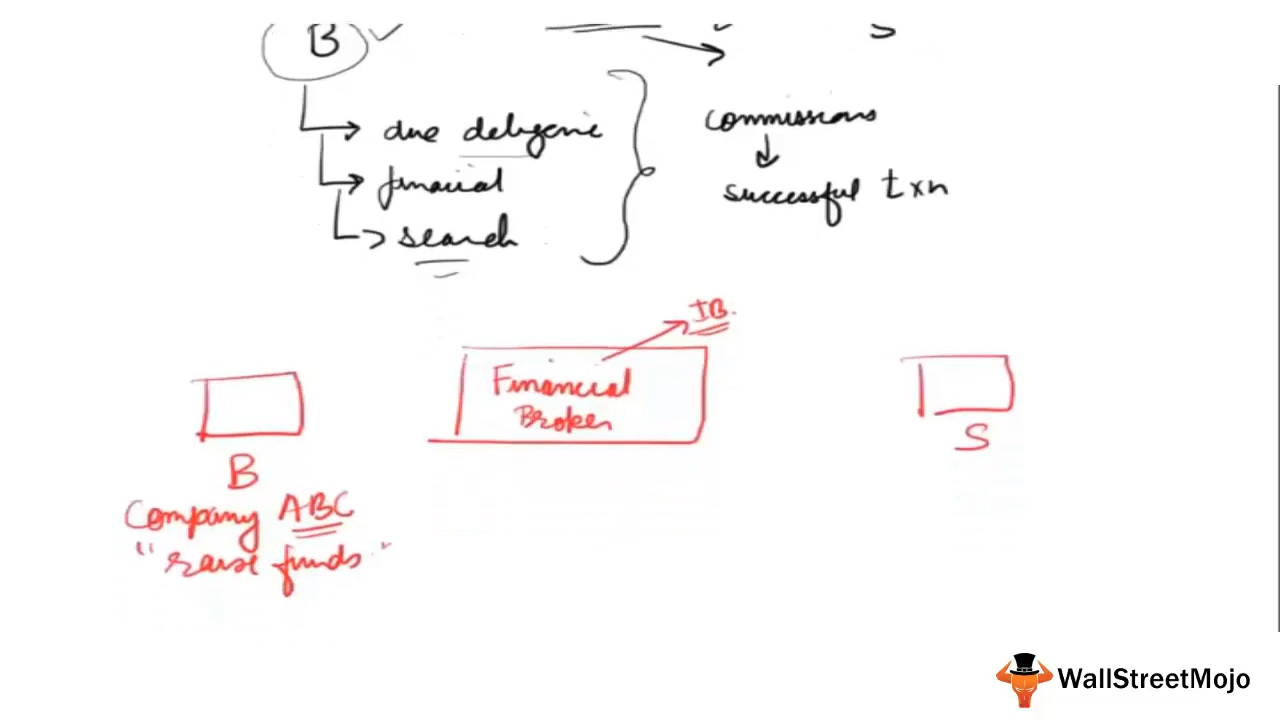 B
S
due deligence
financial
search
commissions
successful txn
IB.
Financial
Broker
B
S
Company ABC
"raise funds"
WallStreetMojo